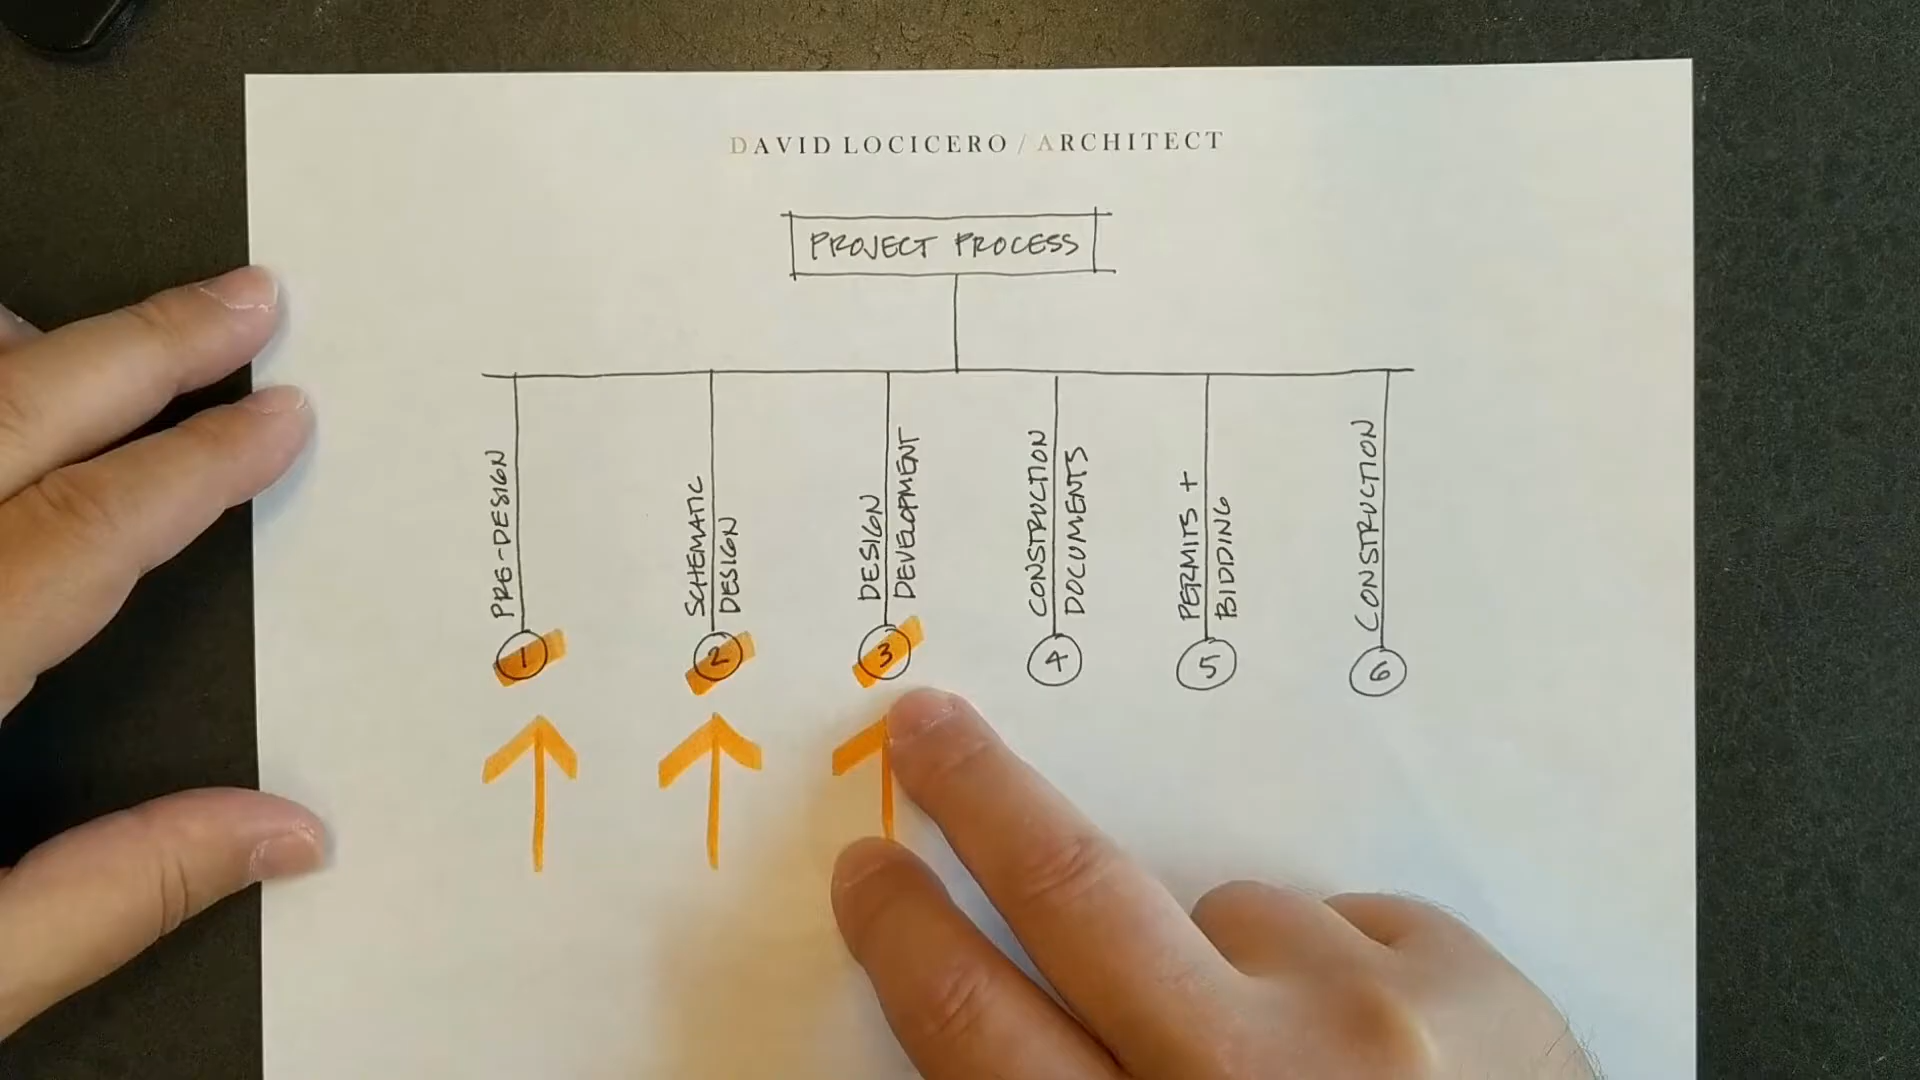 DAVID LOCICERO / ARCHITECT
PROJECT PROCESS
PRE-DESIGN
SCHEMATIC
DESIGN
DESIGN
DEVELOPMENT
CONSTRUCTION
DOCUMENTS
PERMITS +
BIDDING
CONSTRUCTION
1
2
3
4
5
6